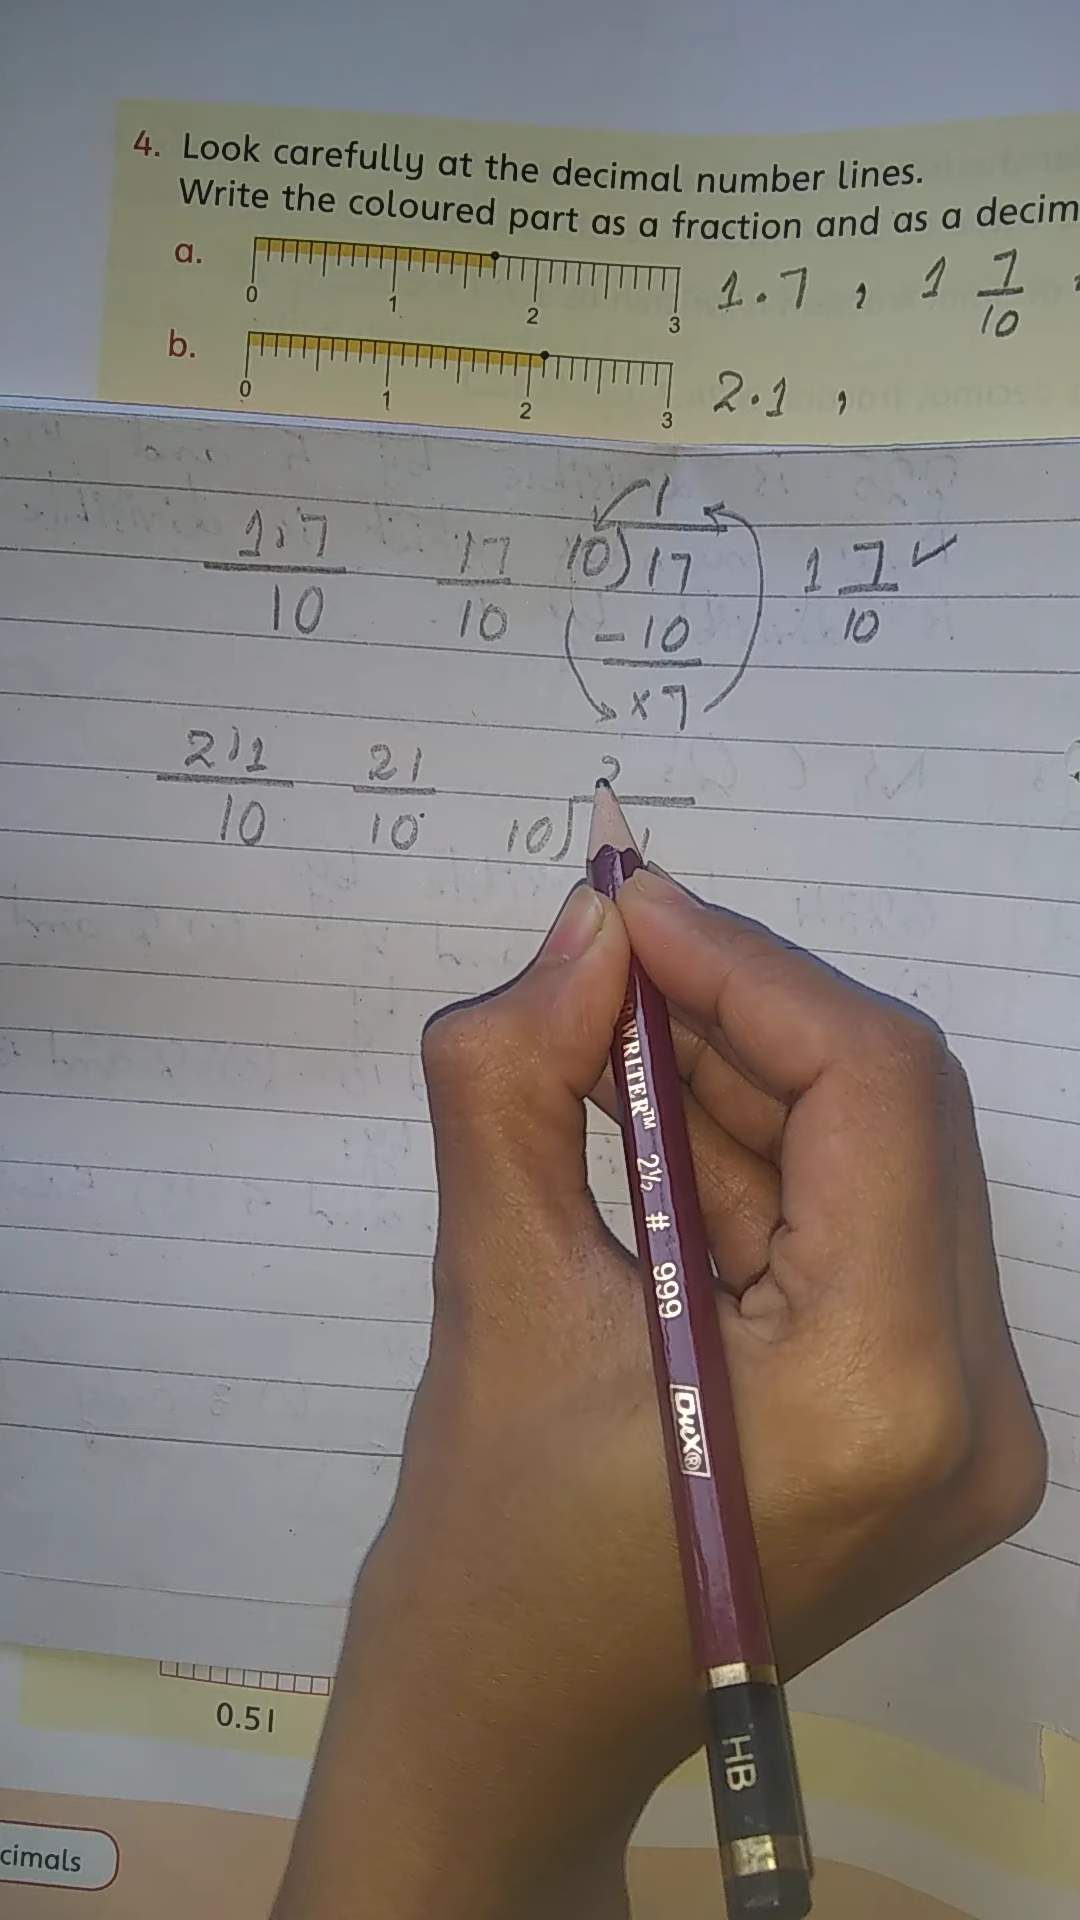 4. Look carefully at the decimal number lines.
Write the coloured part as a fraction and as a decim
a. 0 1 2 3 1.7 , 1 7/10
b. 0 1 2 3 2.1 ,
1.7/10 17/10 10)17 1 7/10 ✓
1
-10
×7
2.1/10 21/10 10) 1
2
WRITER™ 2½ # 999 DUX®
HB
0.51
cimals